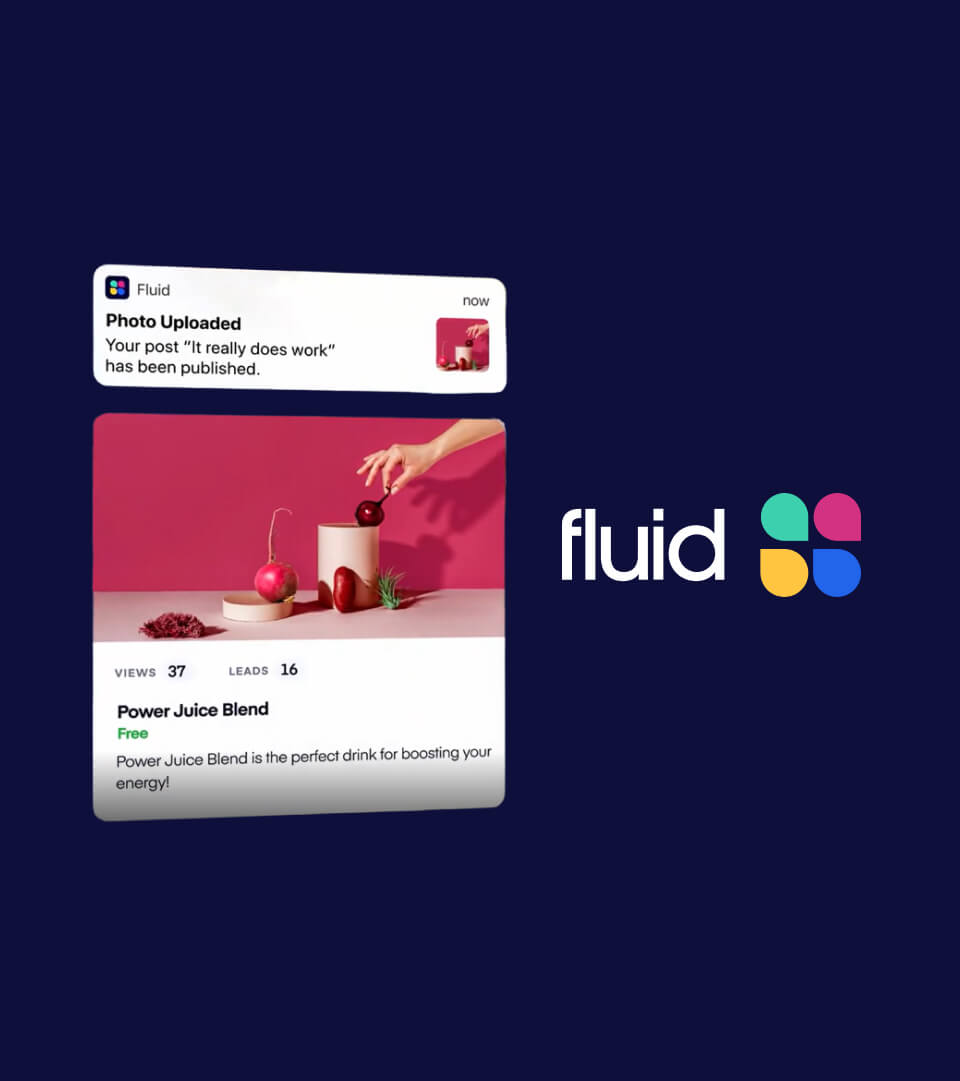 Fluid
now
Photo Uploaded
Your post “It really does work”
has been published.
VIEWS 37 LEADS 16
Power Juice Blend
Free
Power Juice Blend is the perfect drink for boosting your
energy!
fluid